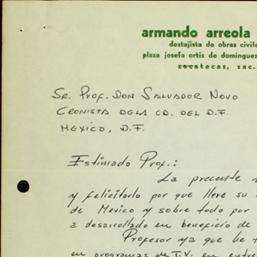 armando arreola
destajista de obras civile
plaza josefa ortiz de dominguez
zacatecas, zac.
SR. PROF. DON SALVADOR NOVO
CRONISTA DE LA CD. DEL D.F.
MEXICO, D.F.
Estimado Prof.:
La presente
y felicitarlo por que lleve su
de Mexico y sobre todo por
a desarrollado en beneficio de
Profesor ya que he
en programas de T.V. en entre